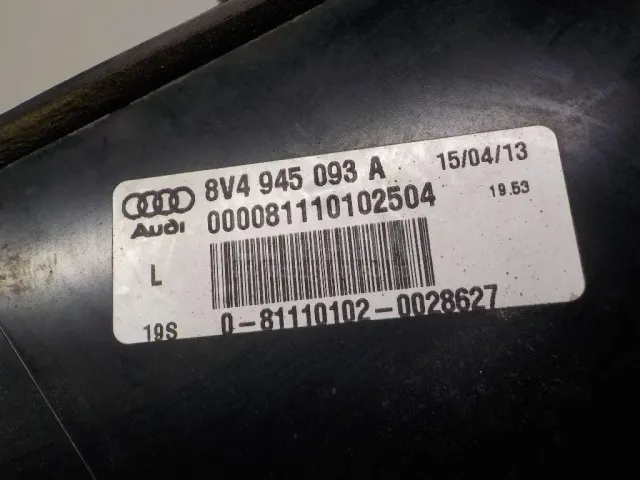 8V4 945 093 A 15/04/13
Audi 000081110102504 19.53
L
19S 0-81110102-0028627